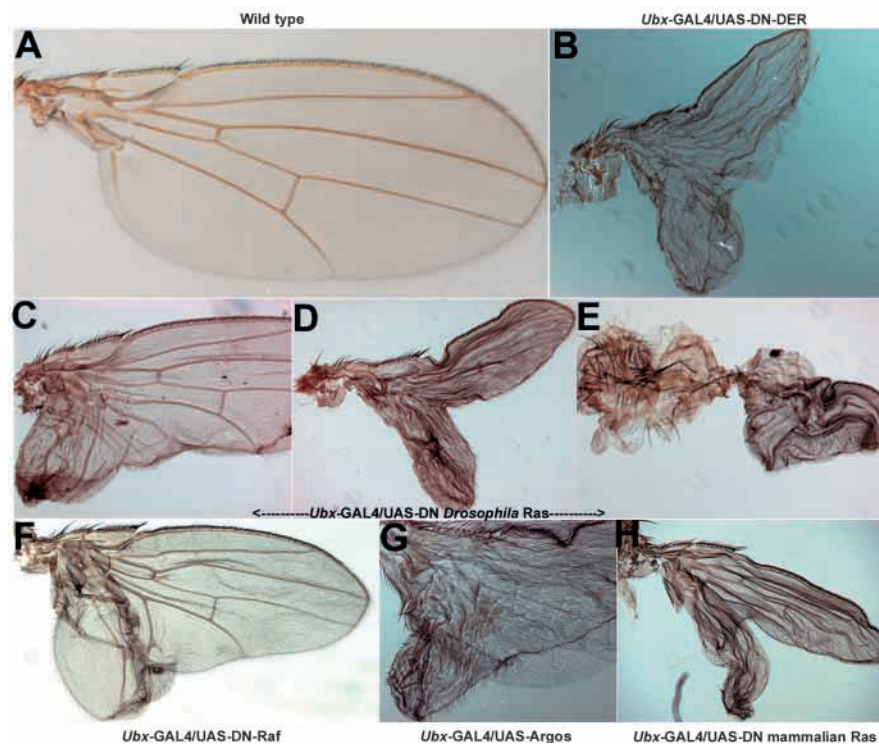 Wild type
Ubx-GAL4/UAS-DN-DER
A
B
C
D
E
<----------Ubx-GAL4/UAS-DN Drosophila Ras---------->
F
G
H
Ubx-GAL4/UAS-DN-Raf
Ubx-GAL4/UAS-Argos
Ubx-GAL4/UAS-DN mammalian Ras